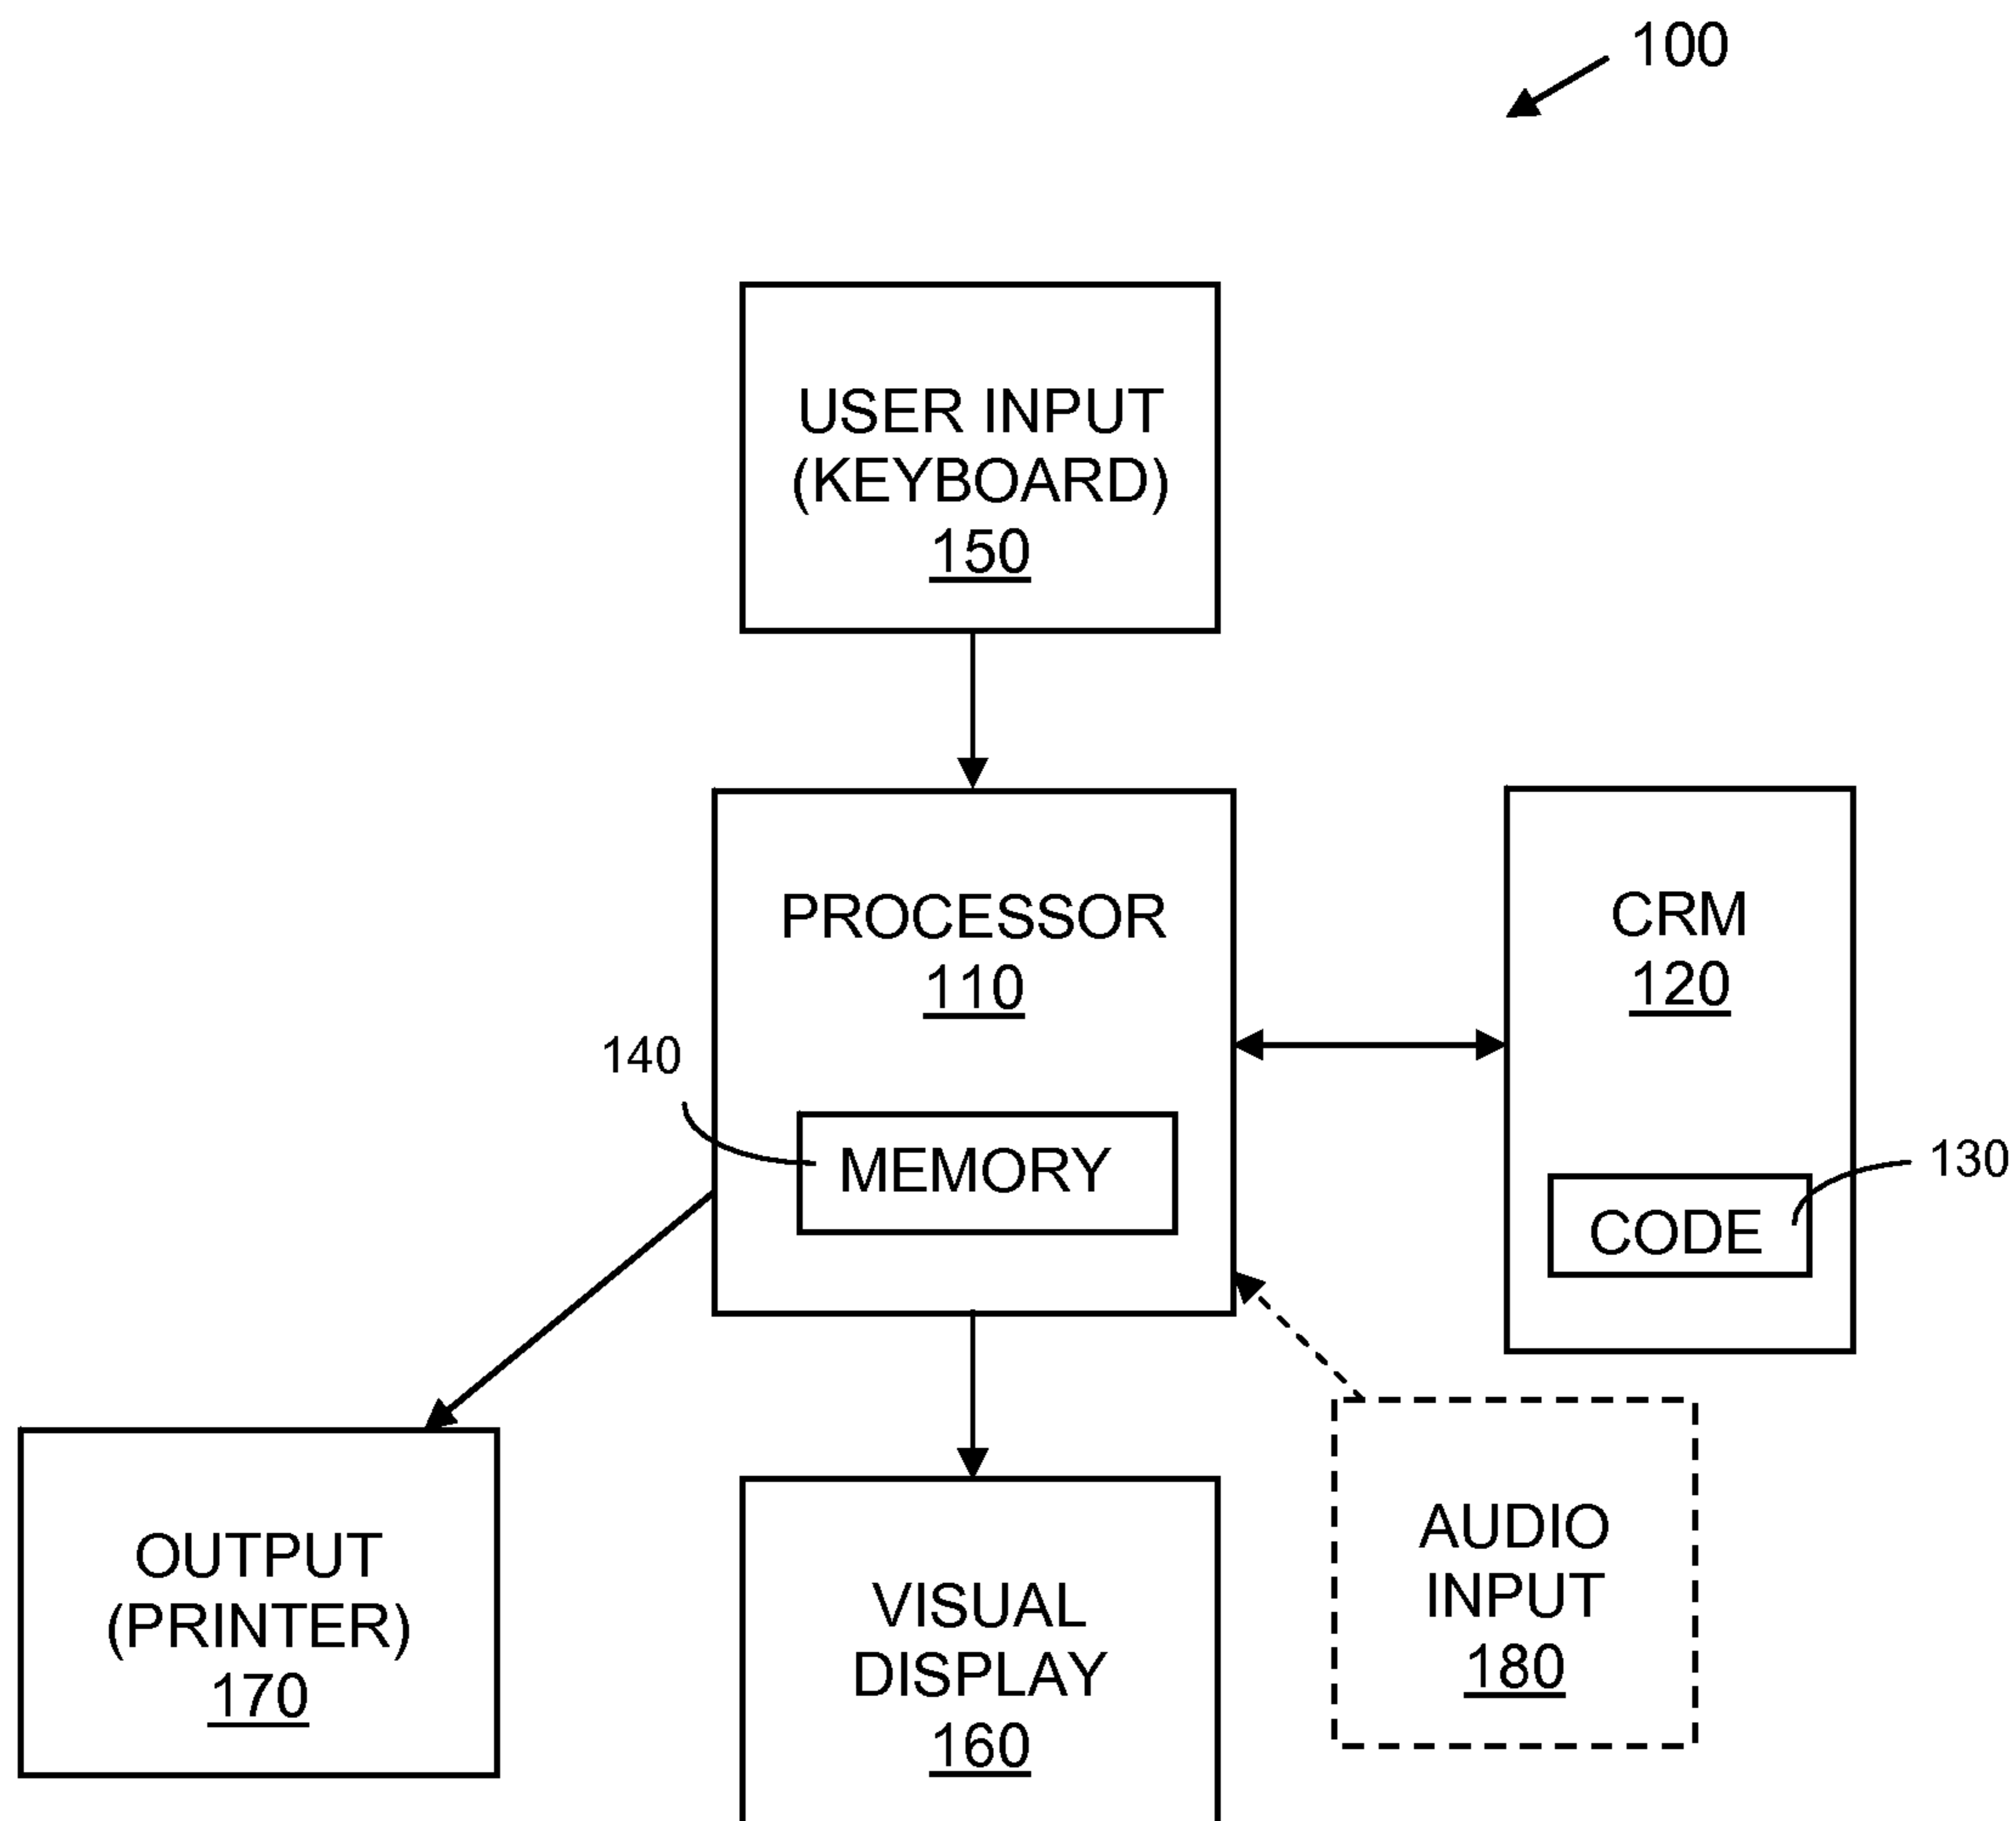 100
USER INPUT
(KEYBOARD)
150
PROCESSOR
110
CRM
120
140
MEMORY
130
CODE
OUTPUT
(PRINTER)
170
VISUAL
DISPLAY
160
AUDIO
INPUT
180